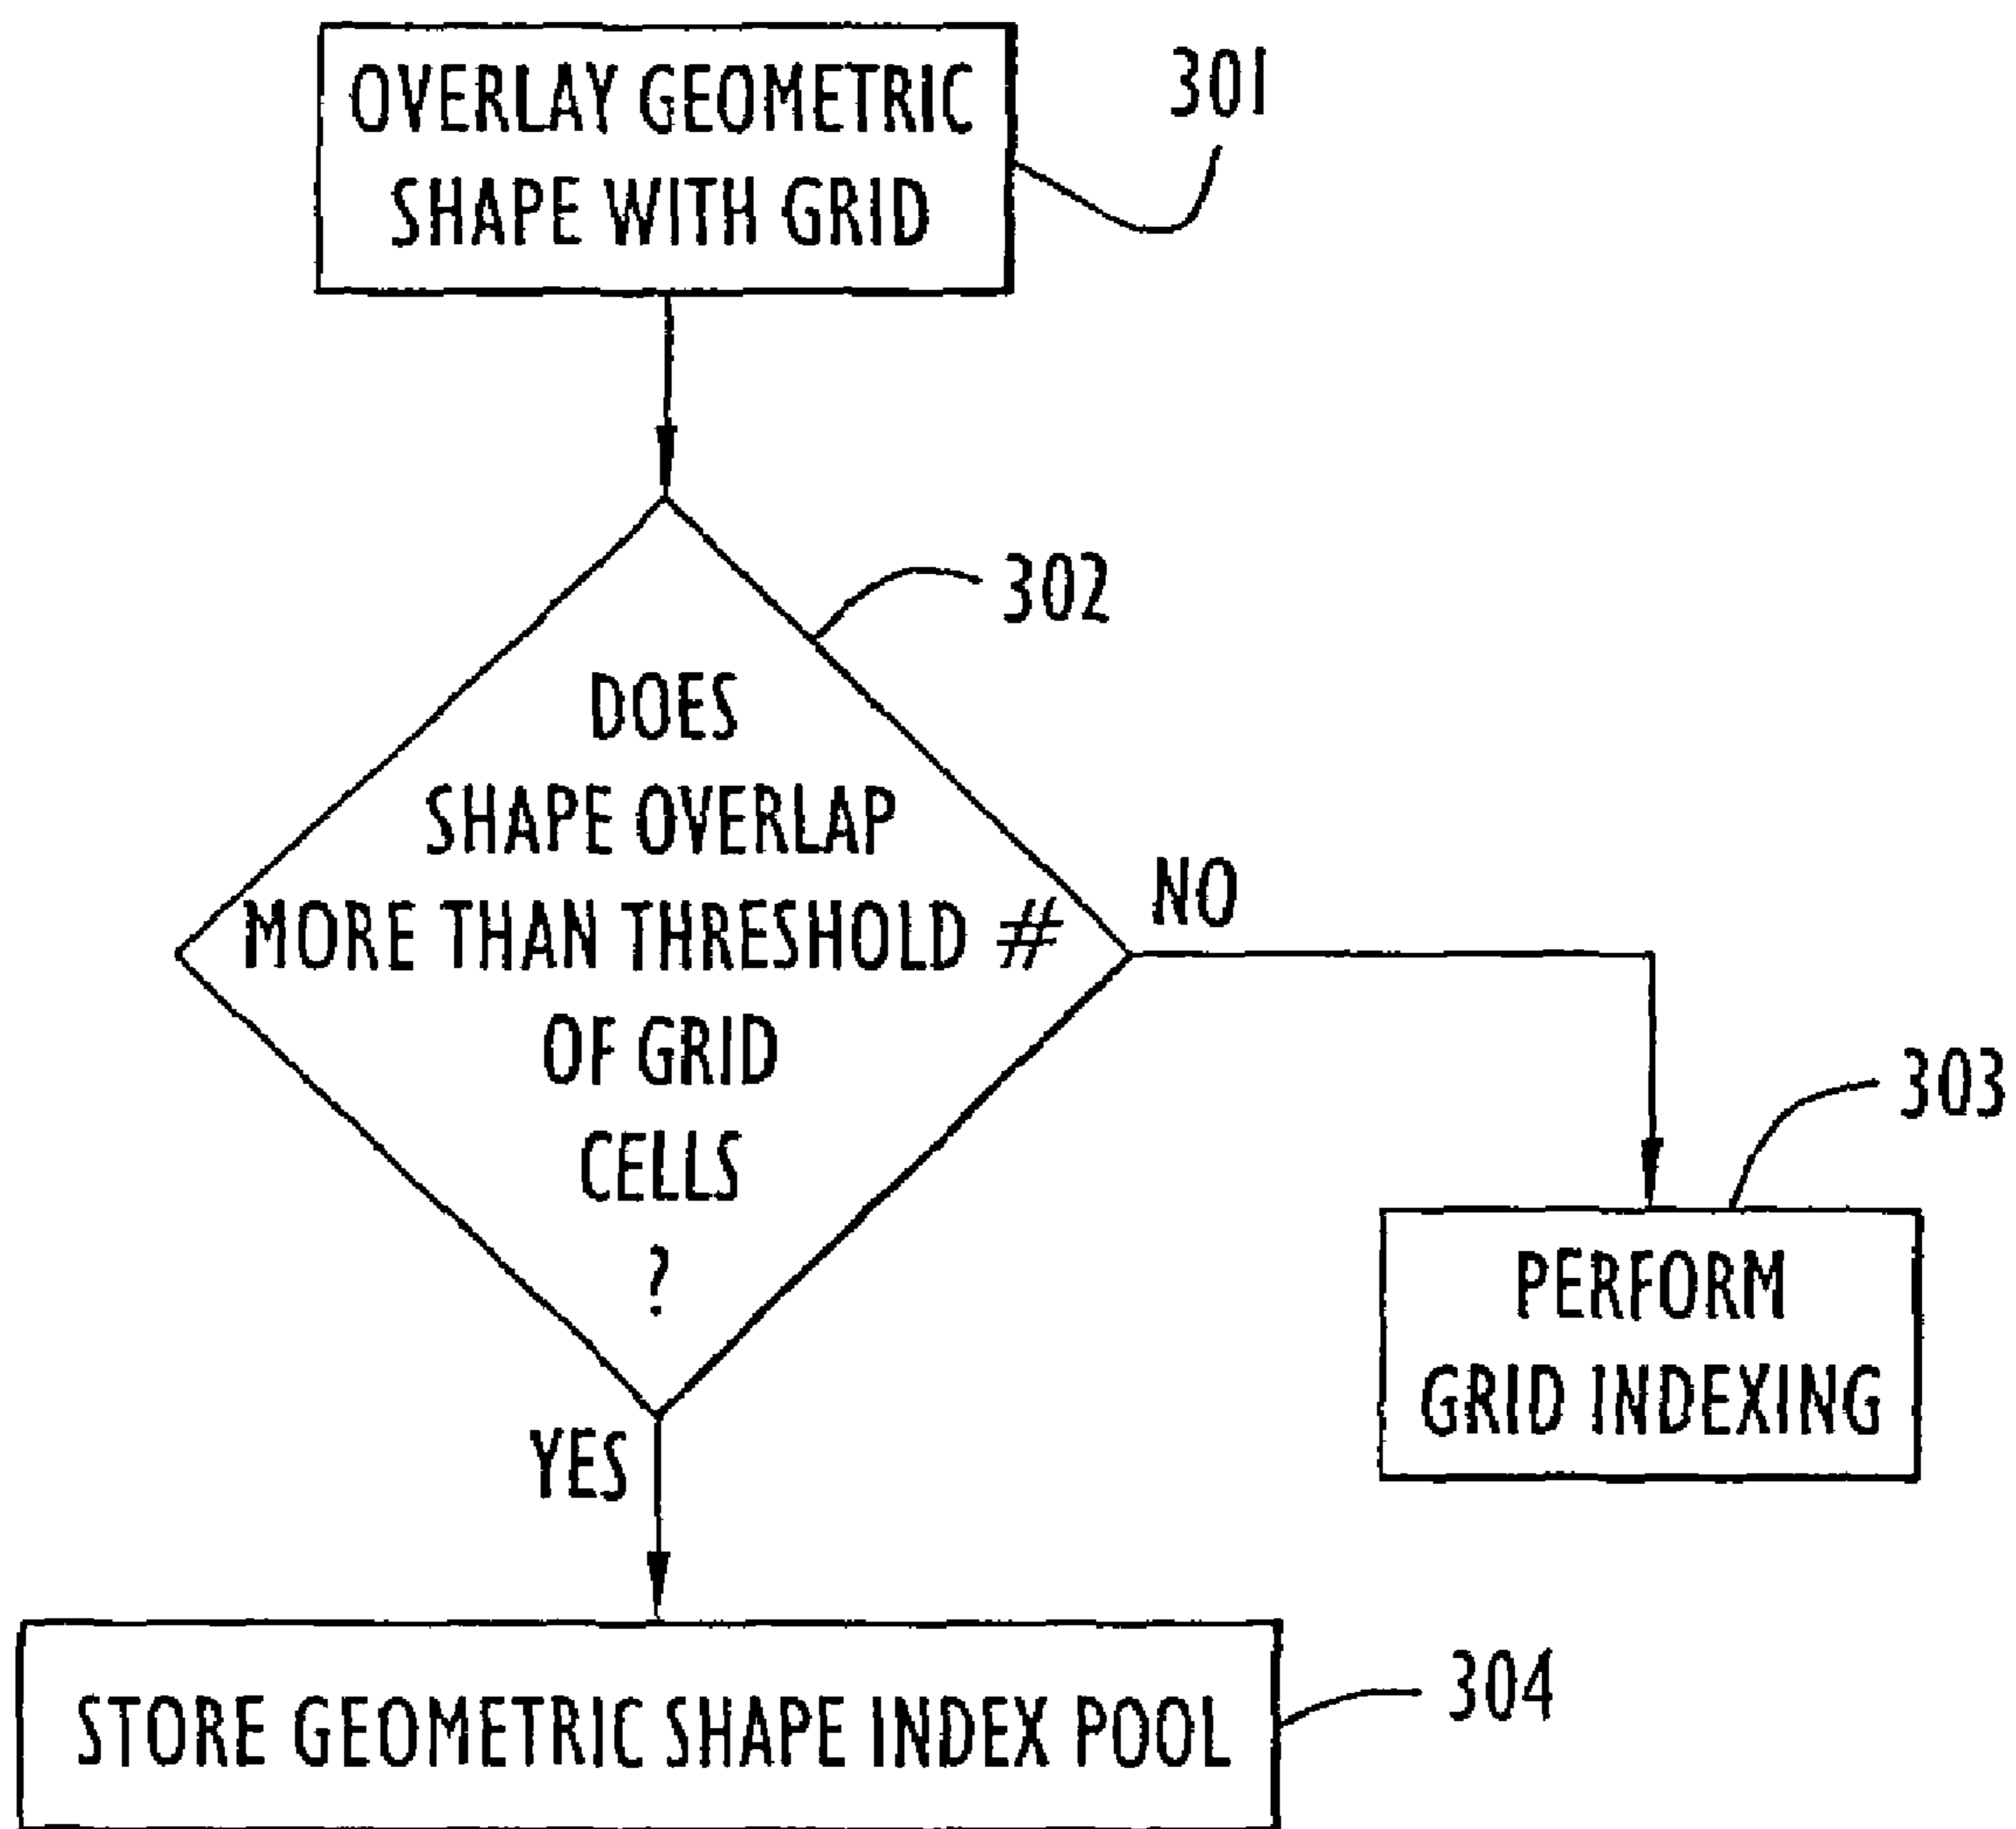 OVERLAY GEOMETRIC
SHAPE WITH GRID
301
302
DOES
SHAPE OVERLAP
MORE THAN THRESHOLD #
OF GRID
CELLS
?
NO
303
PERFORM
GRID INDEXING
YES
304
STORE GEOMETRIC SHAPE INDEX POOL